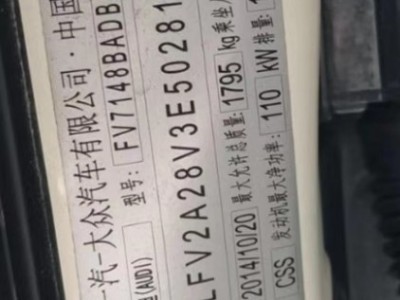 一汽-大众汽车有限公司·中国
(AUDI) 型号: FV7148BADB
LFV2A28V3E50281
2014/10/20 最大允许总质量: 1795 kg 乘坐
CSS 发动机最大净功率: 110 kW 排量: